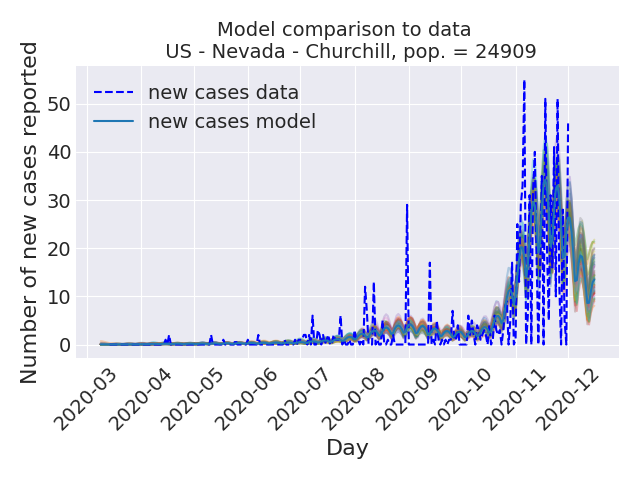 Model comparison to data
US - Nevada - Churchill, pop. = 24909
Number of new cases reported
50
40
30
20
10
0
new cases data
new cases model
2020-03
2020-04
2020-05
2020-06
2020-07
2020-08
2020-09
2020-10
2020-11
2020-12
Day